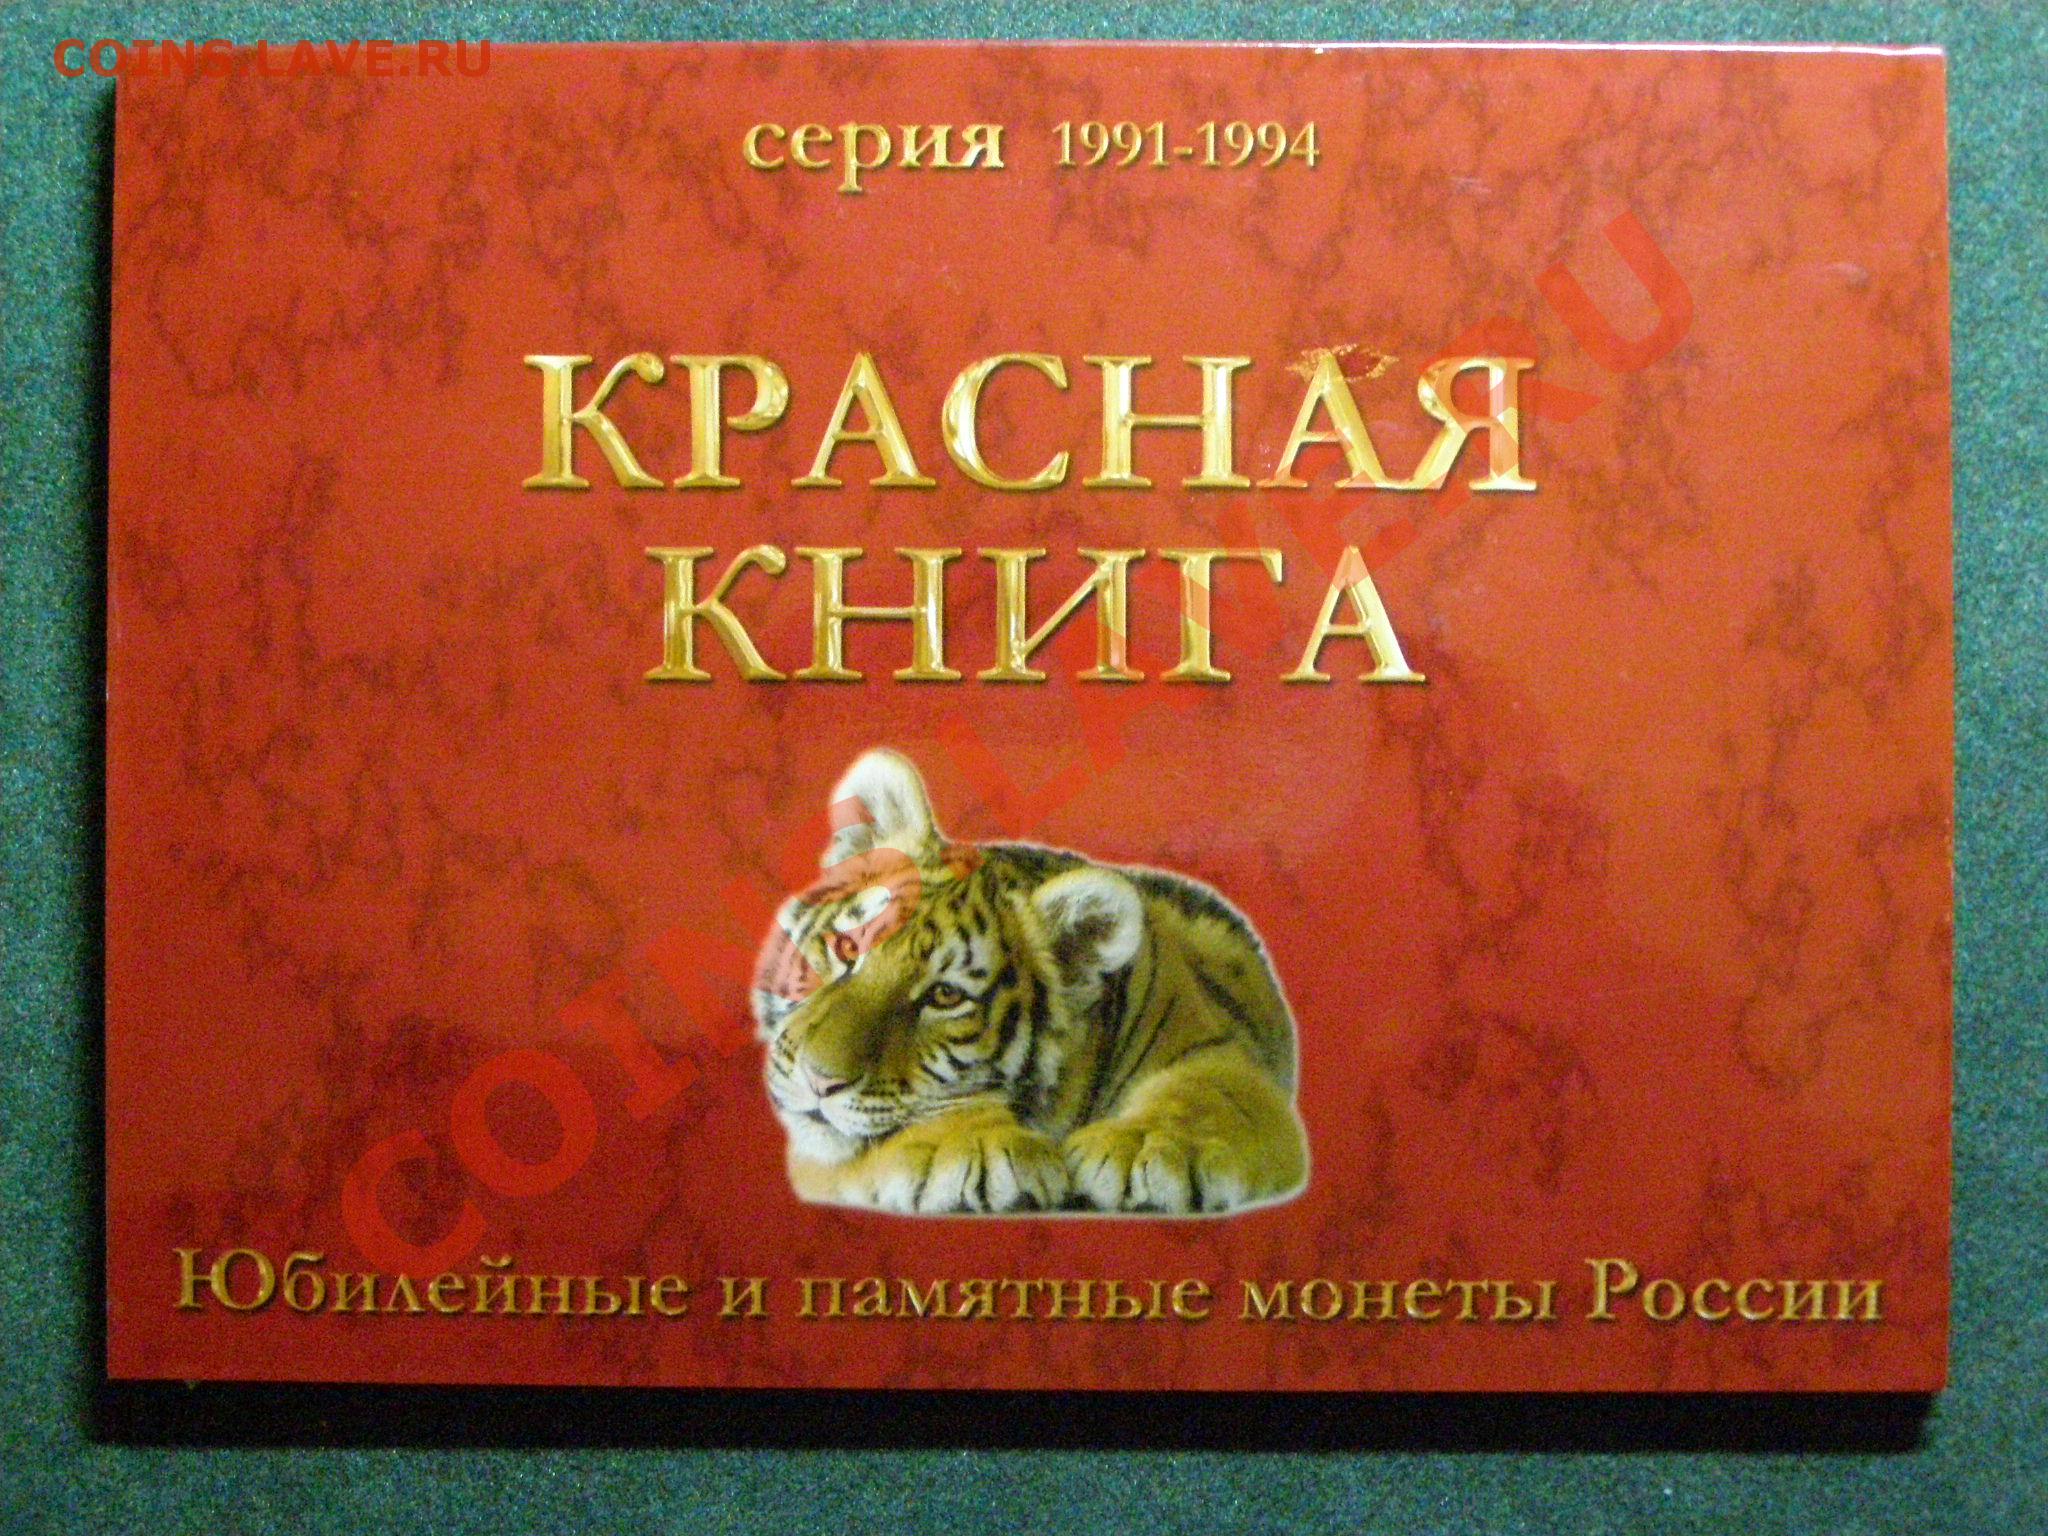 COINS.LAVE.RU
серия 1991-1994
КРАСНАЯ
КНИГА
COINS.LAVE.RU
Юбилейные и памятные монеты России